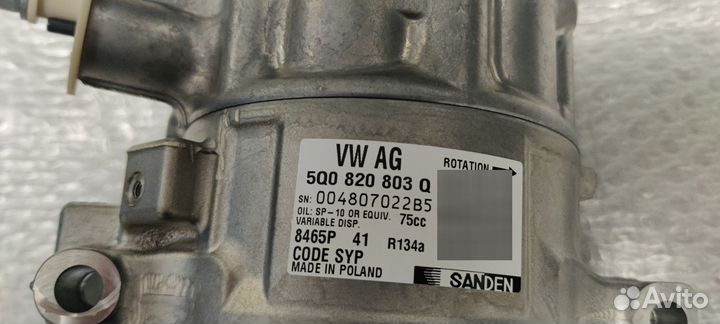 VW AG
ROTATION
5Q0 820 803 Q
SN: 004807022B5
OIL: SP-10 OR EQUIV. 75cc
VARIABLE DISP.
8465P 41 R134a
CODE SYP
MADE IN POLAND
SANDEN
Avito